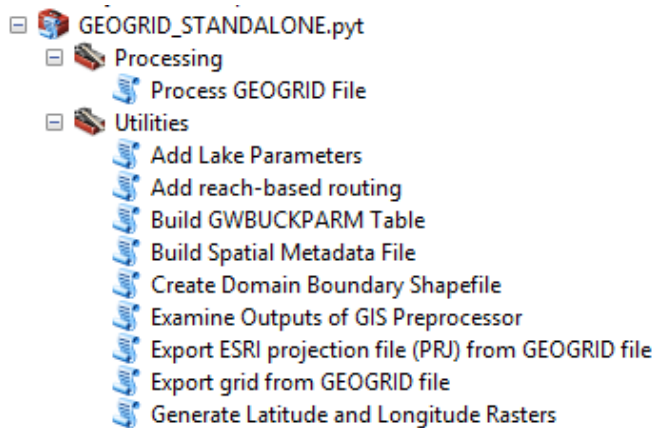 GEOGRID_STANDALONE.pyt
Processing
Process GEOGRID File
Utilities
Add Lake Parameters
Add reach-based routing
Build GWBUCKPARM Table
Build Spatial Metadata File
Create Domain Boundary Shapefile
Examine Outputs of GIS Preprocessor
Export ESRI projection file (PRJ) from GEOGRID file
Export grid from GEOGRID file
Generate Latitude and Longitude Rasters